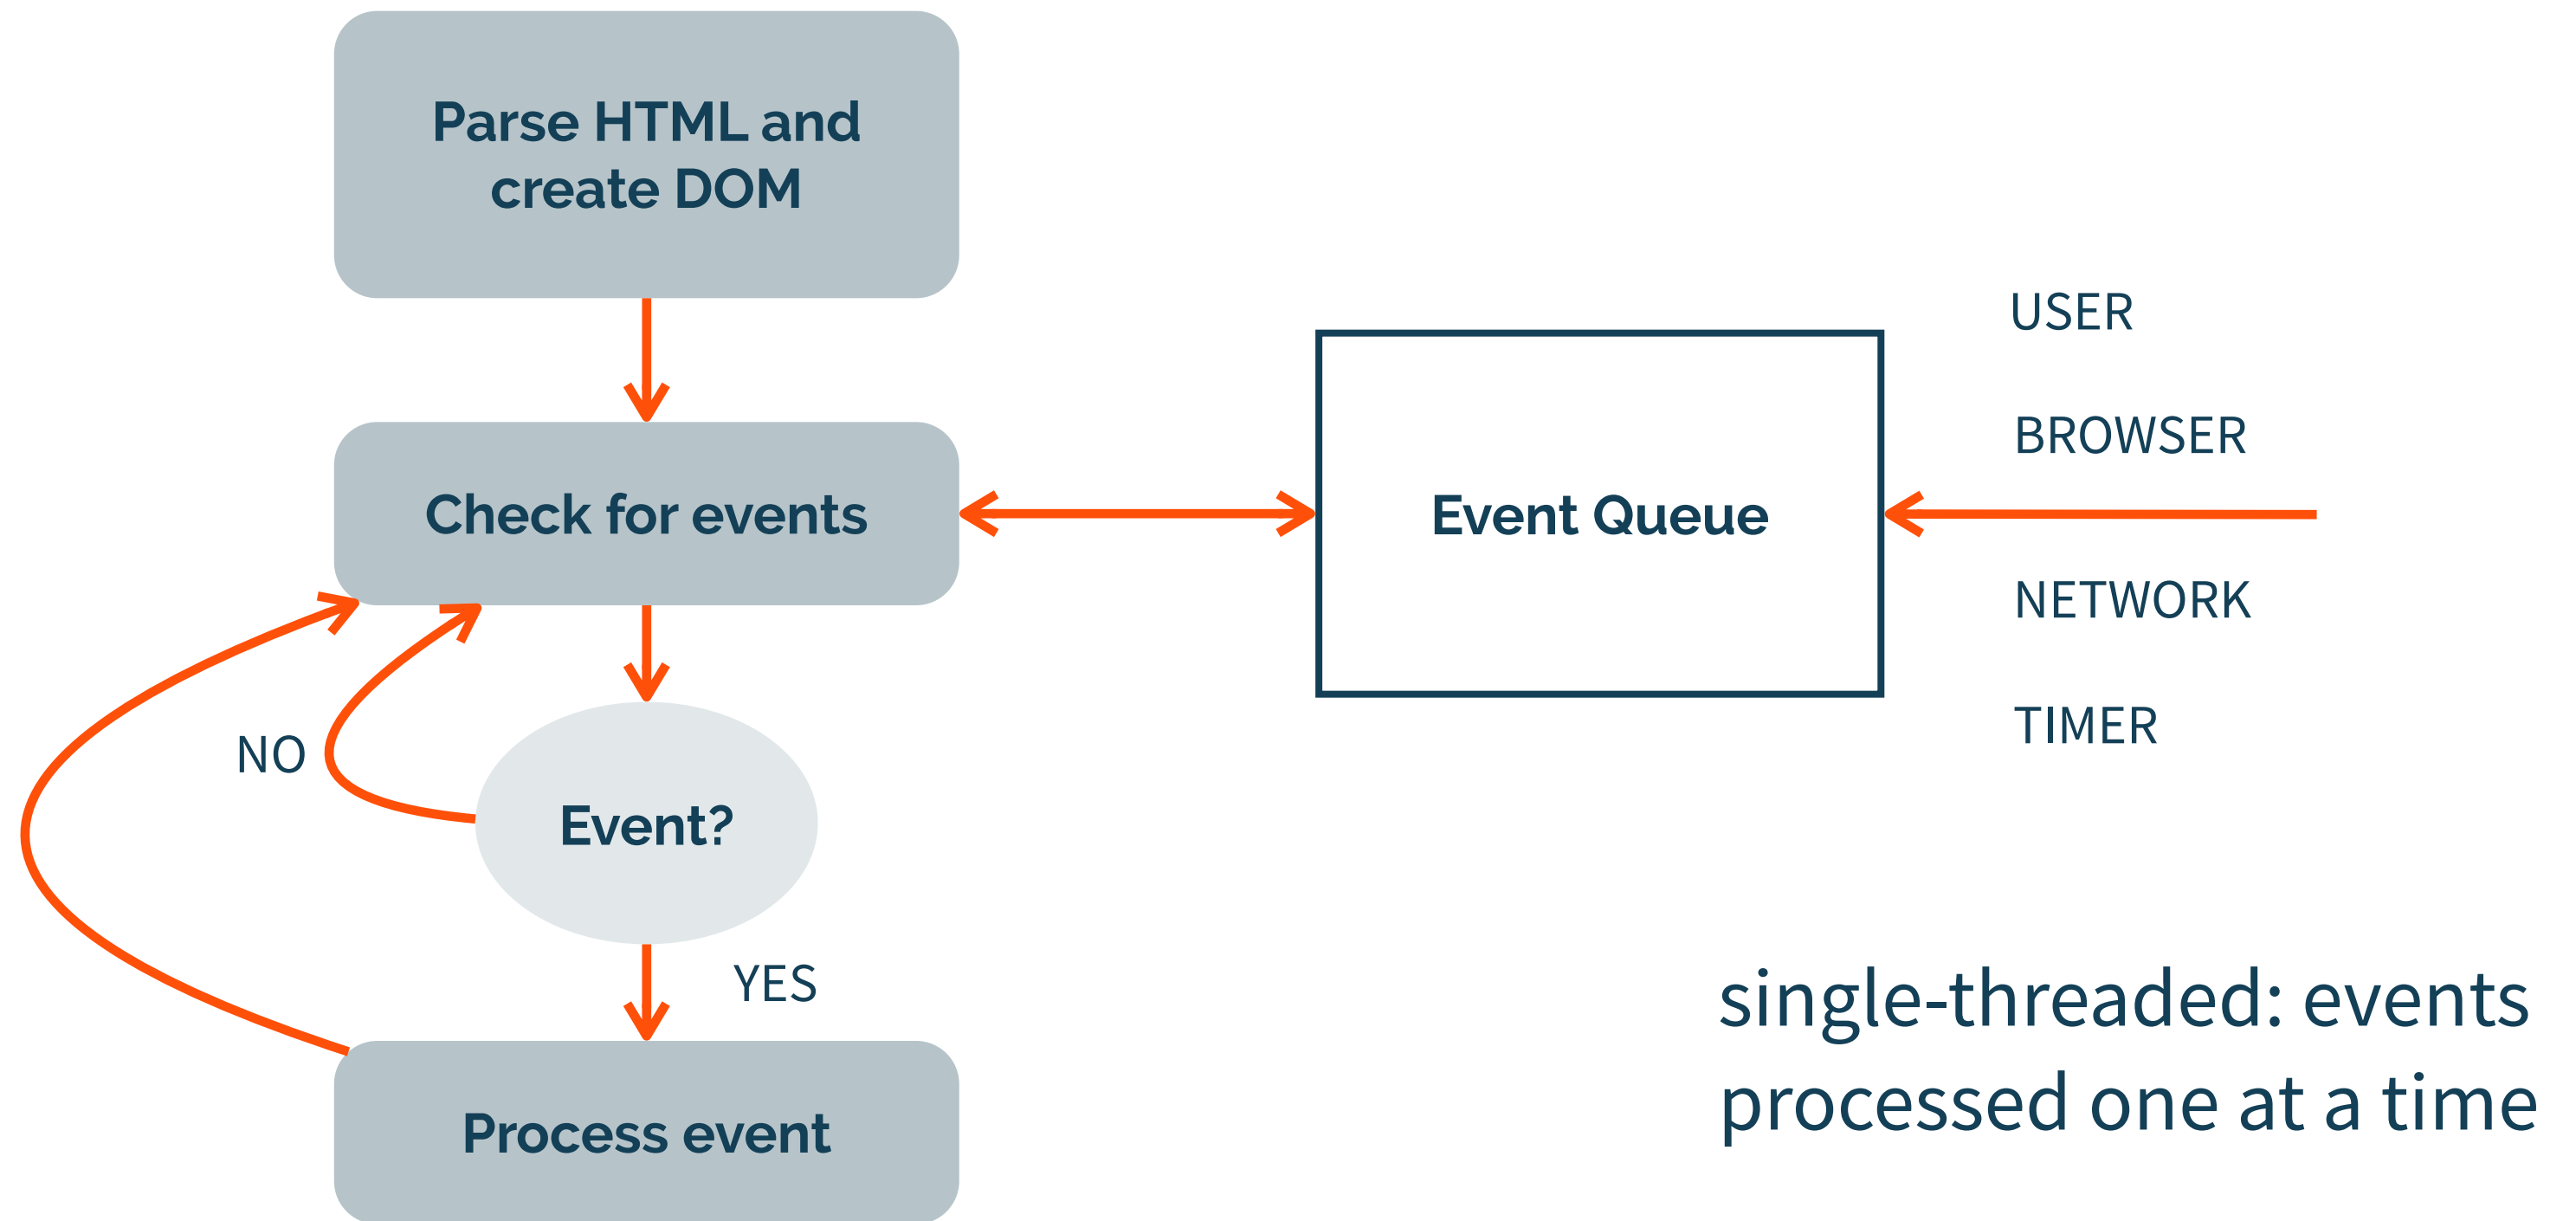 Parse HTML and
create DOM
Check for events
Event Queue
USER
BROWSER
NETWORK
TIMER
NO
Event?
YES
Process event
single-threaded: events
processed one at a time